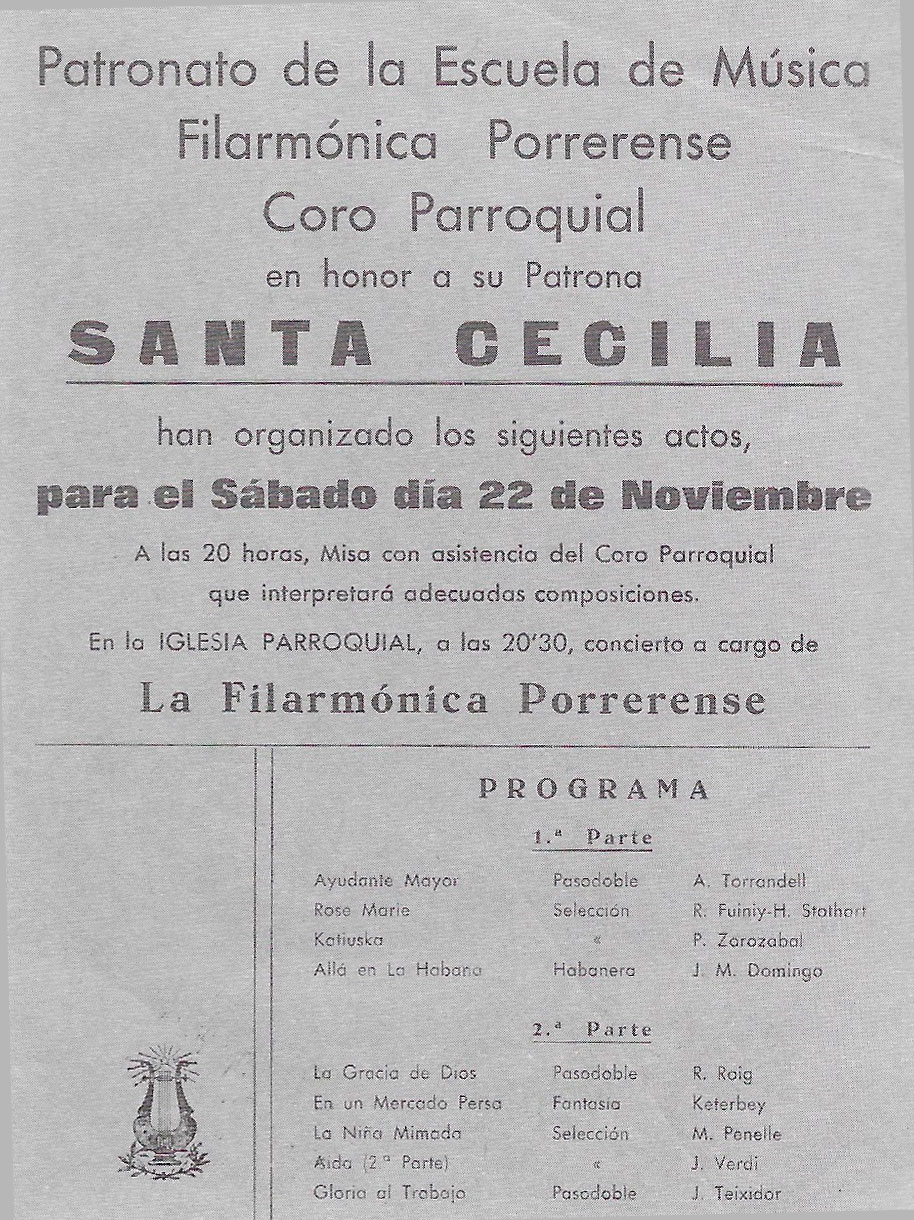 Patronato de la Escuela de Música
Filarmónica Porrerense
Coro Parroquial
en honor a su Patrona
SANTA CECILIA
han organizado los siguientes actos,
para el Sábado día 22 de Noviembre
A las 20 horas, Misa con asistencia del Coro Parroquial
que interpretará adecuadas composiciones.
En la IGLESIA PARROQUIAL, a las 20'30, concierto a cargo de
La Filarmónica Porrerense
PROGRAMA
1.ª Parte
Ayudante Mayor Pasodoble A. Torrandell
Rose Marie Selección R. Fuiniy-H. Stothart
Katiuska « P. Zarozabal
Allá en La Habana Habanera J. M. Domingo
2.ª Parte
La Gracia de Dios Pasodoble R. Roig
En un Mercado Persa Fantasia Keterbey
La Niña Mimada Selección M. Penelle
Aida (2.ª Parte) « J. Verdi
Gloria al Trabajo Pasodoble J. Teixidor